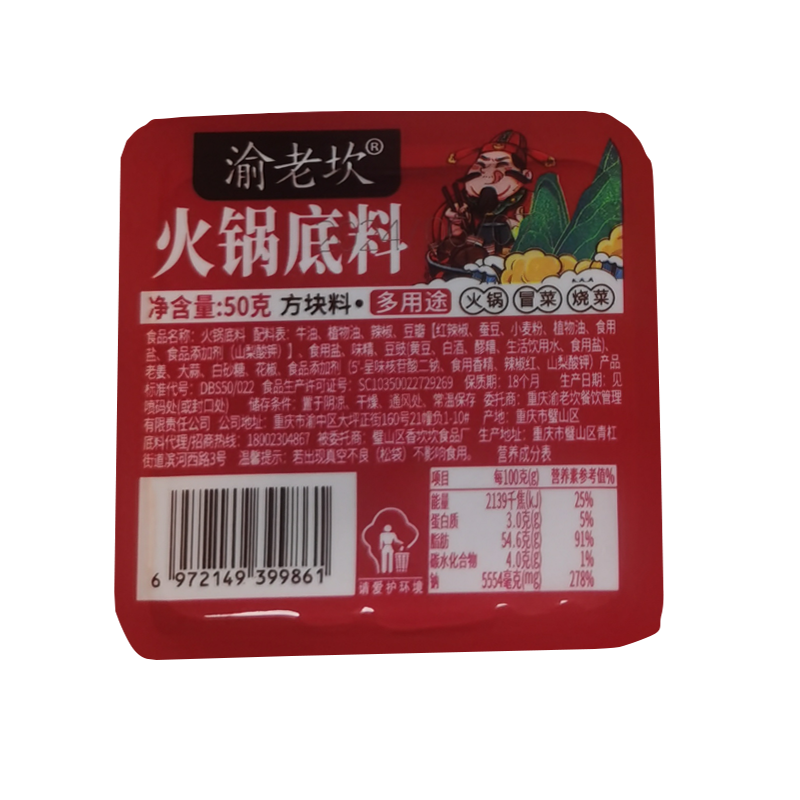 渝老坎®
火锅底料
净含量:50克 方块料• 多用途 火锅 冒菜 烧菜
食品名称：火锅底料 配料表：牛油、植物油、辣椒、豆瓣【红辣椒、蚕豆、小麦粉、植物油、食用
盐、食品添加剂（山梨酸钾）】、食用盐、味精、豆豉(黄豆、白酒、醪糟、生活饮用水、食用盐)、
老姜、大蒜、白砂糖、花椒、食品添加剂（5'-呈味核苷酸二钠、食用香精、辣椒红、山梨酸钾）产品
标准代号：DBS50/022 食品生产许可证号：SC10350022729269 保质期：18个月 生产日期：见
喷码处(或封口处) 储存条件：置于阴凉、干燥、通风处、常温保存 委托商：重庆渝老坎餐饮管理
有限责任公司 公司地址：重庆市渝中区大坪正街160号21幢负1-10# 产地：重庆市璧山区
底料代理/招商热线：18002304867 被委托商：璧山区香坎坎食品厂 生产地址：重庆市璧山区青杠
街道滨河西路3号 温馨提示：若出现真空不良（松袋）不影响食用。 营养成分表
项目 每100克(g) 营养素参考值%
能量 2139千焦(kJ) 25%
蛋白质 3.0克(g) 5%
脂肪 54.6克(g) 91%
碳水化合物 4.0克(g) 1%
钠 5554毫克(mg) 278%
6 972149 399861
请爱护环境